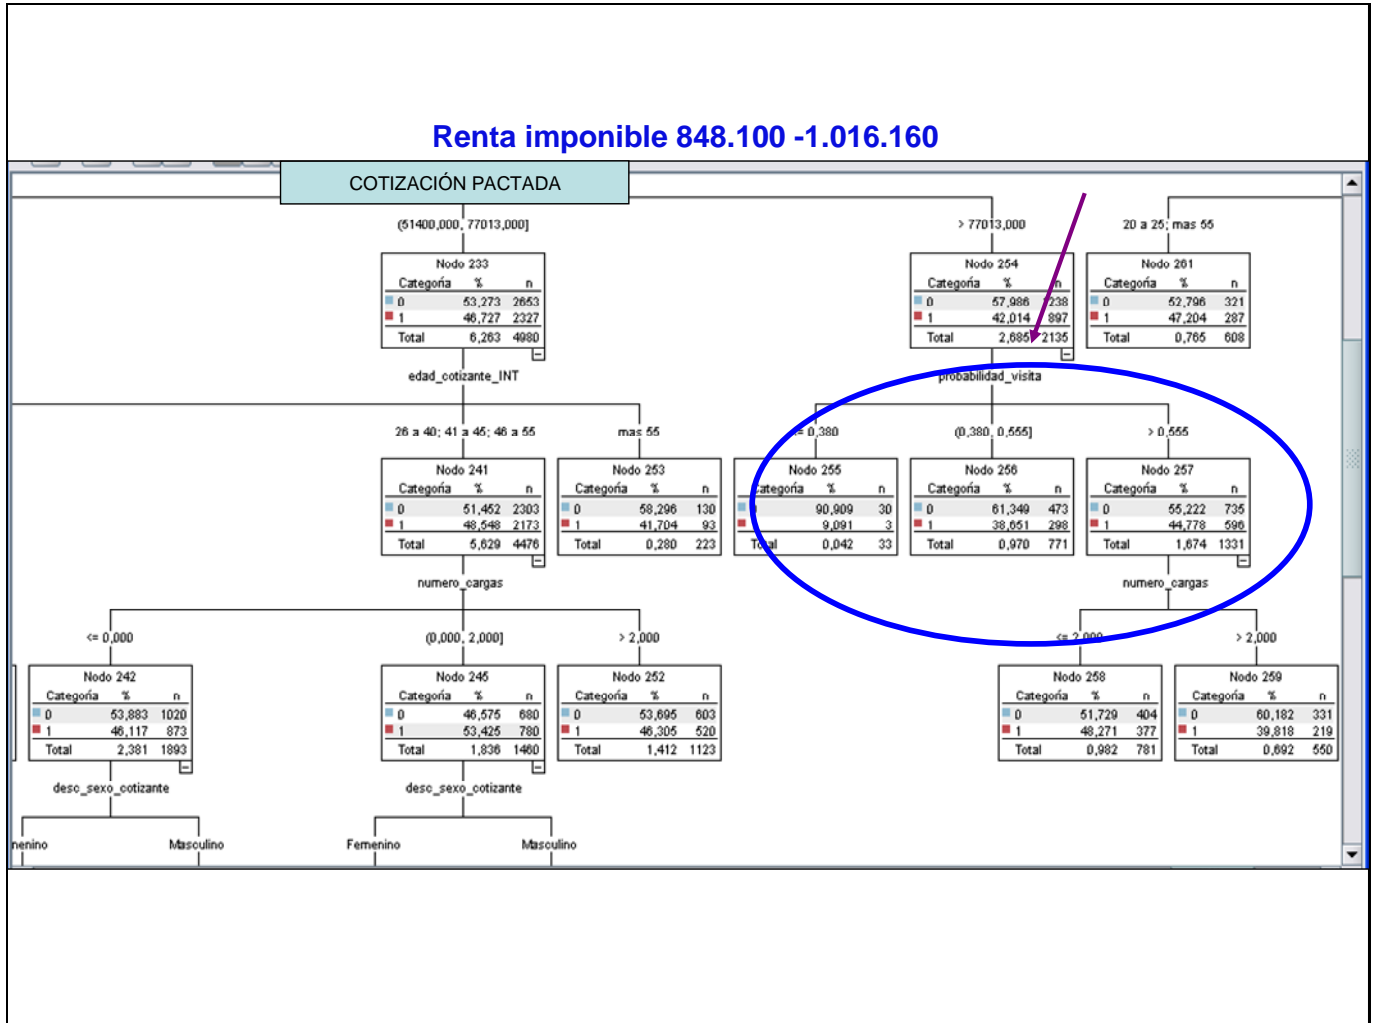 Renta imponible 848.100 -1.016.160
COTIZACIÓN PACTADA
(51400,000, 77013,000]
> 77013,000
20 a 25; mas 55
Nodo 233
Categoría % n
0 53,273 2653
1 46,727 2327
Total 6,263 4980
Nodo 254
Categoría % n
0 57,986 1238
1 42,014 897
Total 2,685 2135
Nodo 261
Categoría % n
0 52,796 321
1 47,204 287
Total 0,765 608
edad_cotizante_INT
probabilidad_visita
26 a 40; 41 a 45; 46 a 55
mas 55
<= 0,380
(0,380, 0,555]
> 0,555
Nodo 241
Categoría % n
0 51,452 2303
1 48,548 2173
Total 5,629 4476
Nodo 253
Categoría % n
0 58,296 130
1 41,704 93
Total 0,280 223
Nodo 255
Categoría % n
0 90,909 30
1 9,091 3
Total 0,042 33
Nodo 256
Categoría % n
0 61,349 473
1 38,651 298
Total 0,970 771
Nodo 257
Categoría % n
0 55,222 735
1 44,778 596
Total 1,674 1331
numero_cargas
numero_cargas
<= 0,000
(0,000, 2,000]
> 2,000
<= 2,000
> 2,000
Nodo 242
Categoría % n
0 53,883 1020
1 46,117 873
Total 2,381 1893
Nodo 245
Categoría % n
0 46,575 680
1 53,425 780
Total 1,836 1460
Nodo 252
Categoría % n
0 53,695 603
1 46,305 520
Total 1,412 1123
Nodo 258
Categoría % n
0 51,729 404
1 48,271 377
Total 0,982 781
Nodo 259
Categoría % n
0 60,182 331
1 39,818 219
Total 0,692 550
desc_sexo_cotizante
desc_sexo_cotizante
nenino
Masculino
Femenino
Masculino